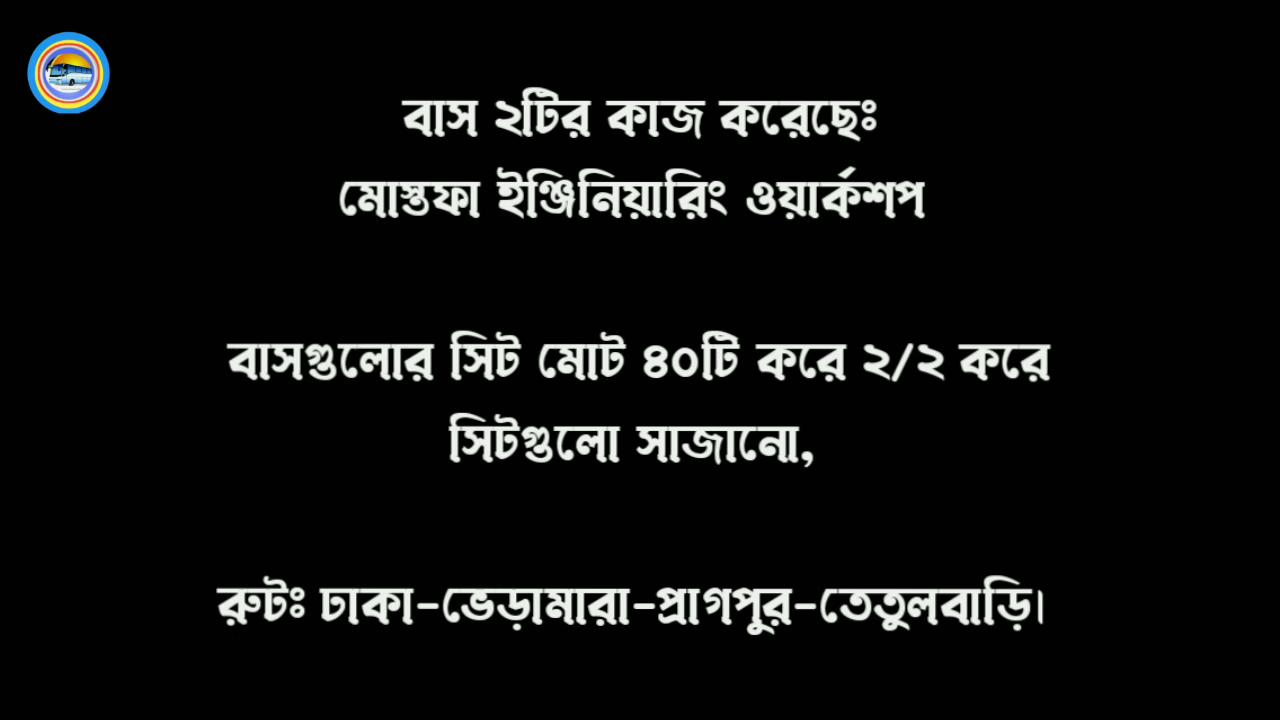 বাস ২টির কাজ করেছেঃ
মোস্তফা ইঞ্জিনিয়ারিং ওয়ার্কশপ
বাসগুলোর সিট মোট ৪০টি করে ২/২ করে
সিটগুলো সাজানো,
রুটঃ ঢাকা-ভেড়ামারা-প্রাগপুর-তেতুলবাড়ি।